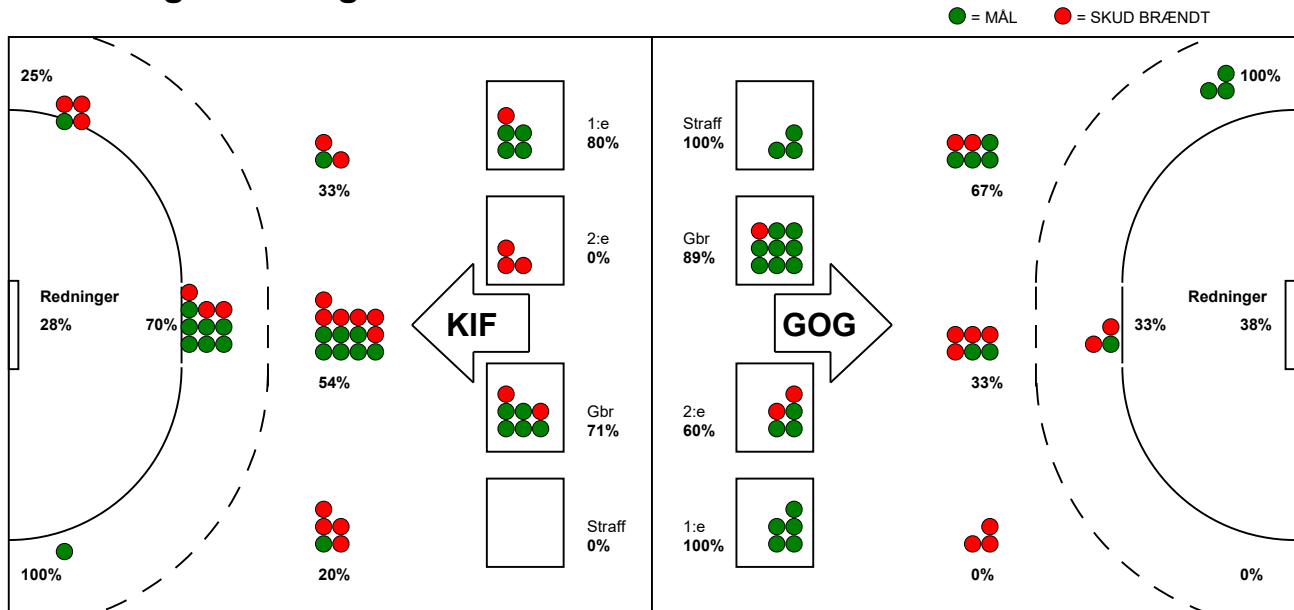 = MÅL = SKUD BRÆNDT
25%
100%
1:e
80%
Straff
100%
33%
67%
2:e
0%
Gbr
89%
Redninger
28%
70%
KIF
GOG
33%
Redninger
38%
54%
33%
Gbr
71%
2:e
60%
Straff
0%
1:e
100%
100%
20%
0%
0%